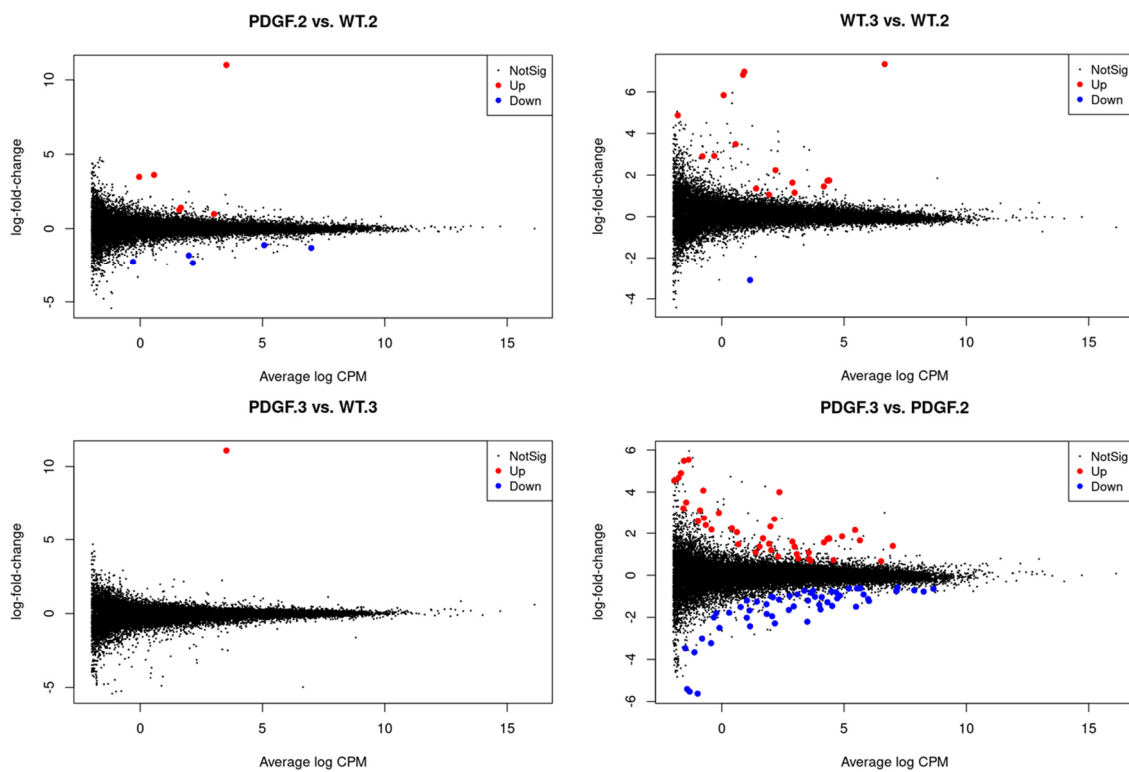 PDGF.2 vs. WT.2
NotSig
Up
Down
log-fold-change
10
5
0
-5
0 5 10 15
Average log CPM
WT.3 vs. WT.2
NotSig
Up
Down
log-fold-change
6
4
2
0
-2
-4
0 5 10 15
Average log CPM
PDGF.3 vs. WT.3
NotSig
Up
Down
log-fold-change
10
5
0
-5
0 5 10 15
Average log CPM
PDGF.3 vs. PDGF.2
NotSig
Up
Down
log-fold-change
6
4
2
0
-2
-4
-6
0 5 10 15
Average log CPM